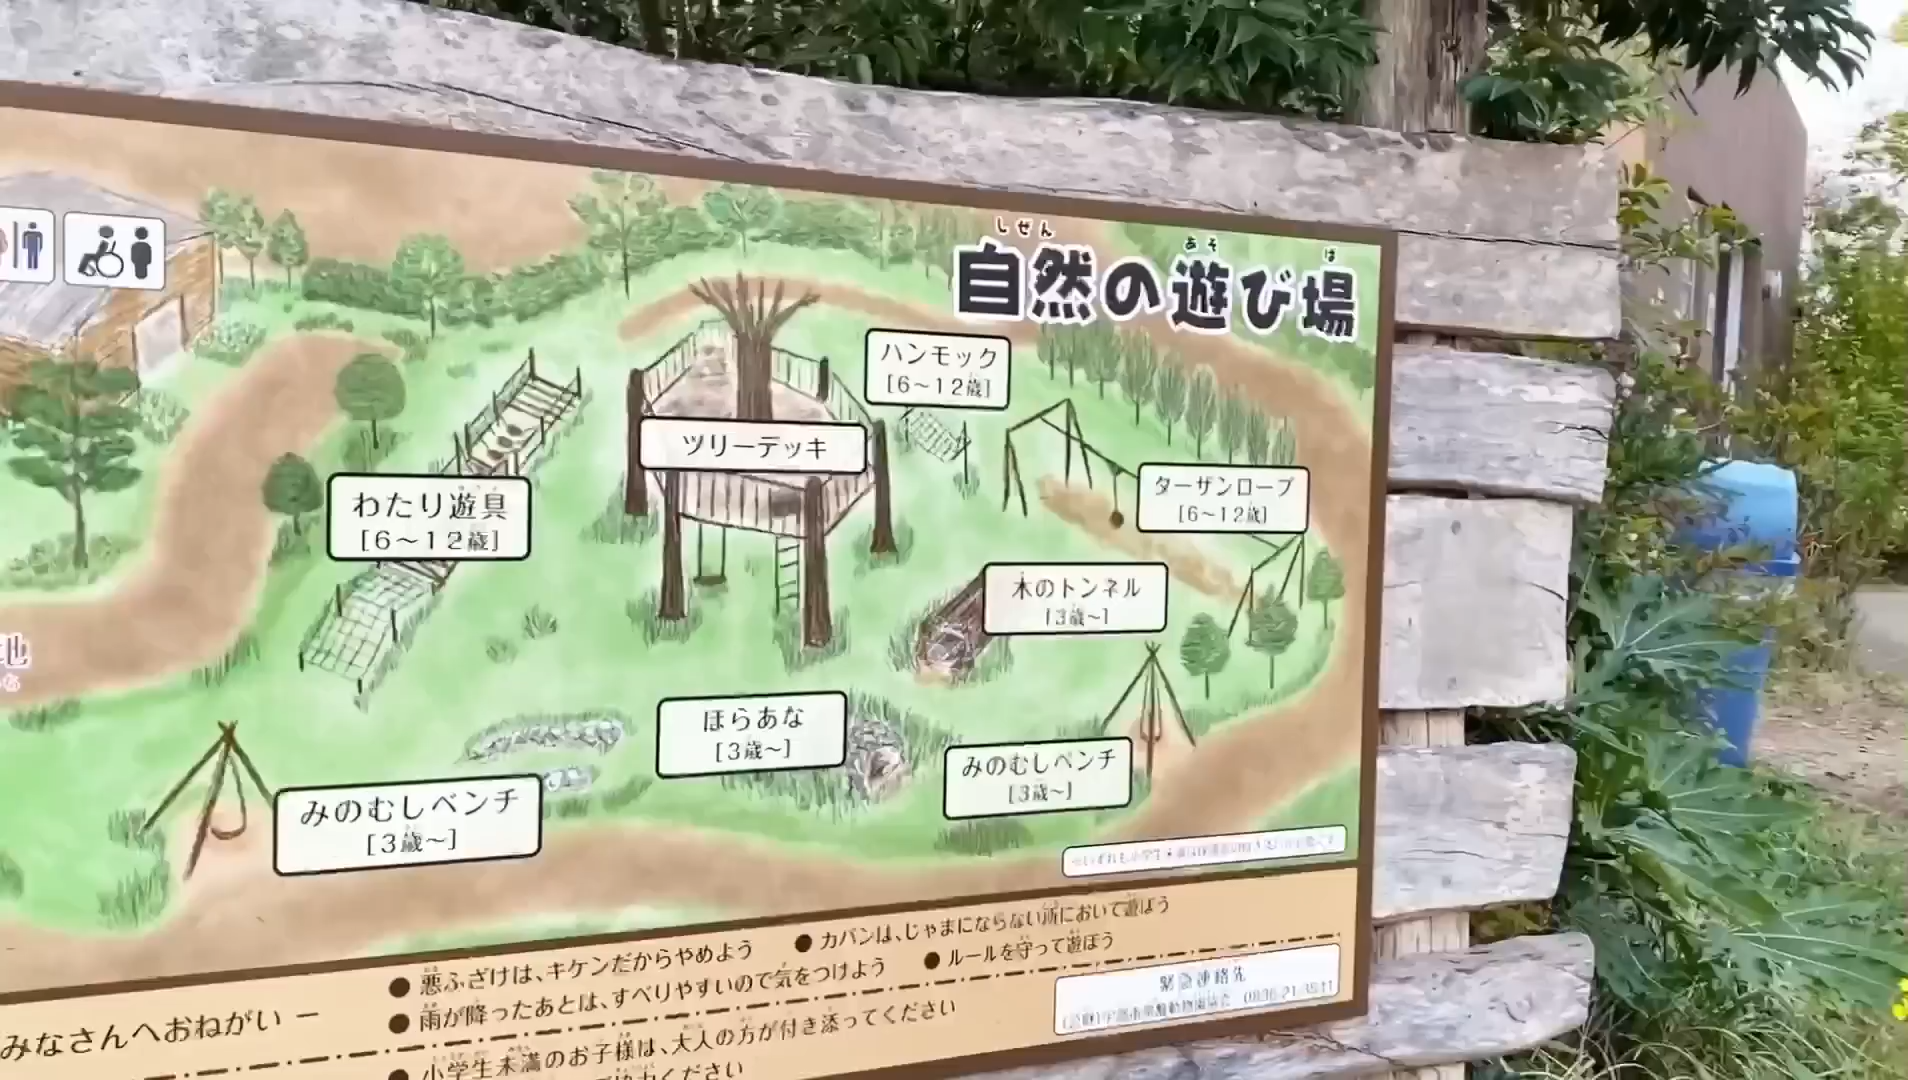 しぜん あそ ば
自然の遊び場
ハンモック
[6～12歳]
ツリーデッキ
ターザンロープ
[6～12歳]
わたり遊具
[6～12歳]
木のトンネル
[3歳～]
ほらあな
[3歳～]
みのむしベンチ
[3歳～]
みのむしベンチ
[3歳～]
地
みなさんへおねがい ー
●悪ふざけは、キケンだからやめよう
●カバンは、じゃまにならない所において遊ぼう
●雨が降ったあとは、すべりやすいので気をつけよう
●ルールを守って遊ぼう
●小学生未満のお子様は、大人の方が付き添ってください
ください
緊急連絡先